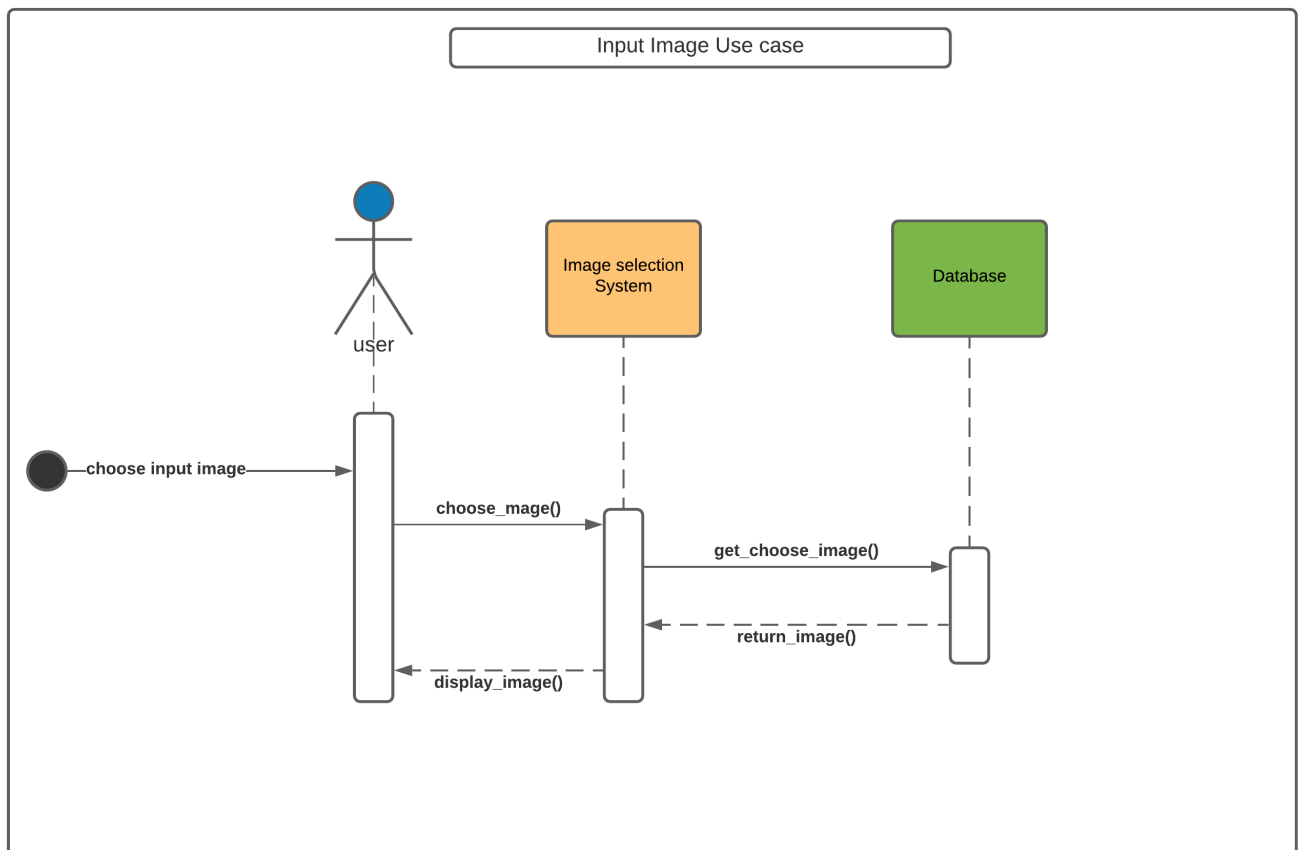 Input Image Use case
Image selection
System
Database
user
choose input image
choose_mage()
get_choose_image()
return_image()
display_image()